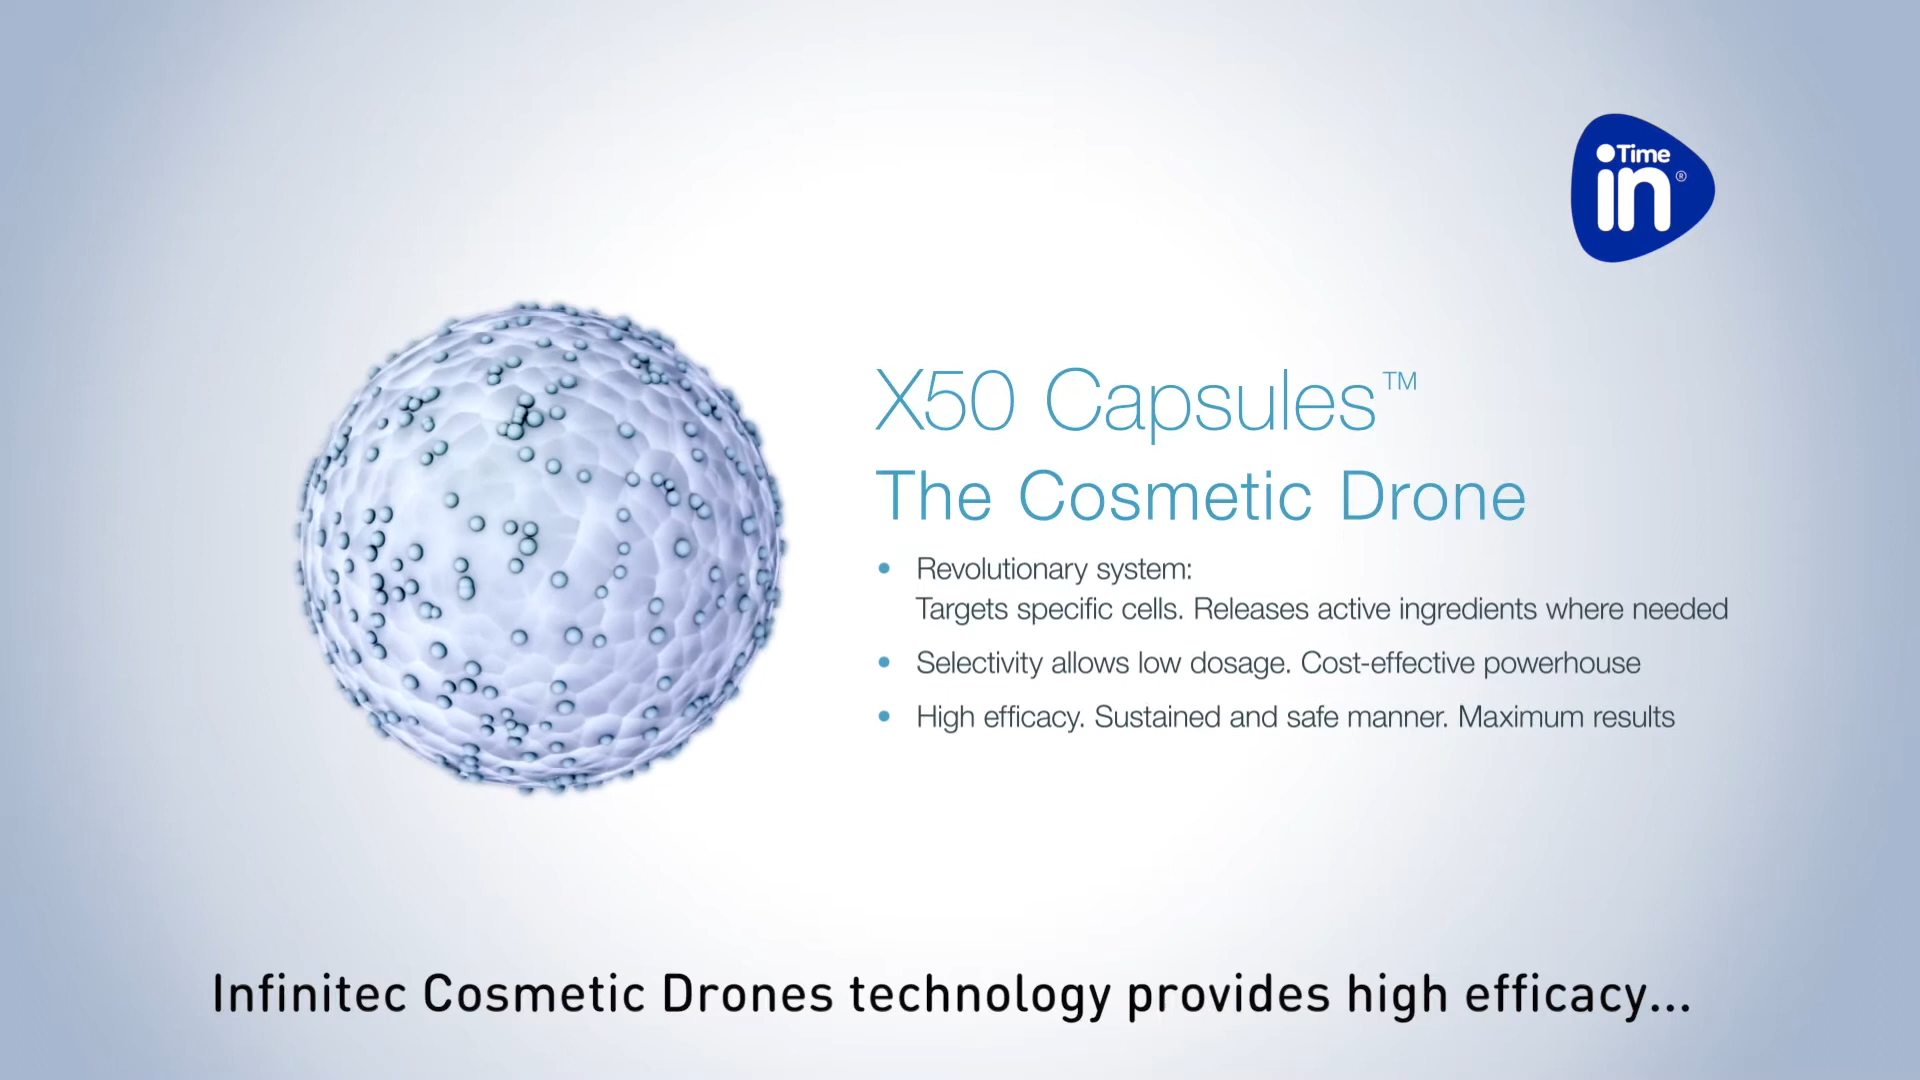 Time
in®
X50 Capsules™
The Cosmetic Drone
• Revolutionary system:
Targets specific cells. Releases active ingredients where needed
• Selectivity allows low dosage. Cost-effective powerhouse
• High efficacy. Sustained and safe manner. Maximum results
Infinitec Cosmetic Drones technology provides high efficacy...